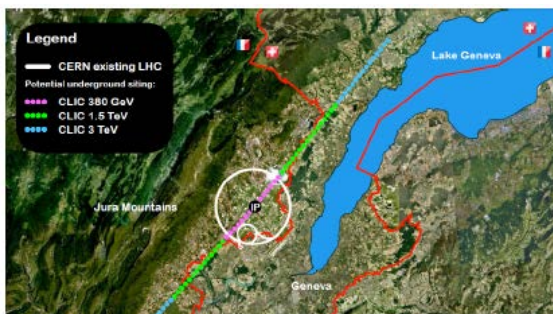 Legend
CERN existing LHC
Potential underground siting:
CLIC 380 GeV
CLIC 1.5 TeV
CLIC 3 TeV
Lake Geneva
Jura Mountains
IP
Geneva